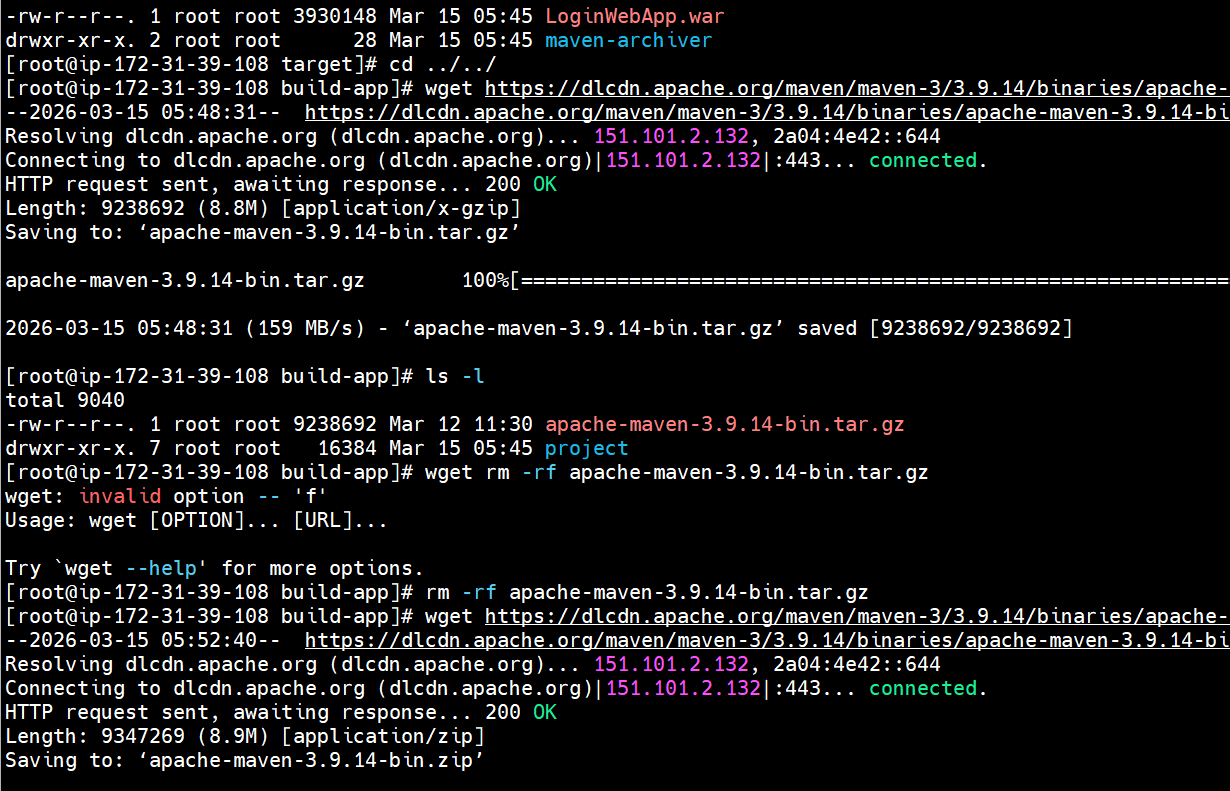 -rw-r--r--. 1 root root 3930148 Mar 15 05:45 LoginWebApp.war
drwxr-xr-x. 2 root root      28 Mar 15 05:45 maven-archiver
[root@ip-172-31-39-108 target]# cd ../../
[root@ip-172-31-39-108 build-app]# wget https://dlcdn.apache.org/maven/maven-3/3.9.14/binaries/apache-
--2026-03-15 05:48:31--  https://dlcdn.apache.org/maven/maven-3/3.9.14/binaries/apache-maven-3.9.14-bi
Resolving dlcdn.apache.org (dlcdn.apache.org)... 151.101.2.132, 2a04:4e42::644
Connecting to dlcdn.apache.org (dlcdn.apache.org)|151.101.2.132|:443... connected.
HTTP request sent, awaiting response... 200 OK
Length: 9238692 (8.8M) [application/x-gzip]
Saving to: ‘apache-maven-3.9.14-bin.tar.gz’
apache-maven-3.9.14-bin.tar.gz        100%[===========================================================
2026-03-15 05:48:31 (159 MB/s) - ‘apache-maven-3.9.14-bin.tar.gz’ saved [9238692/9238692]
[root@ip-172-31-39-108 build-app]# ls -l
total 9040
-rw-r--r--. 1 root root 9238692 Mar 12 11:30 apache-maven-3.9.14-bin.tar.gz
drwxr-xr-x. 7 root root   16384 Mar 15 05:45 project
[root@ip-172-31-39-108 build-app]# wget rm -rf apache-maven-3.9.14-bin.tar.gz
wget: invalid option -- 'f'
Usage: wget [OPTION]... [URL]...
Try `wget --help' for more options.
[root@ip-172-31-39-108 build-app]# rm -rf apache-maven-3.9.14-bin.tar.gz
[root@ip-172-31-39-108 build-app]# wget https://dlcdn.apache.org/maven/maven-3/3.9.14/binaries/apache-
--2026-03-15 05:52:40--  https://dlcdn.apache.org/maven/maven-3/3.9.14/binaries/apache-maven-3.9.14-bi
Resolving dlcdn.apache.org (dlcdn.apache.org)... 151.101.2.132, 2a04:4e42::644
Connecting to dlcdn.apache.org (dlcdn.apache.org)|151.101.2.132|:443... connected.
HTTP request sent, awaiting response... 200 OK
Length: 9347269 (8.9M) [application/zip]
Saving to: ‘apache-maven-3.9.14-bin.zip’